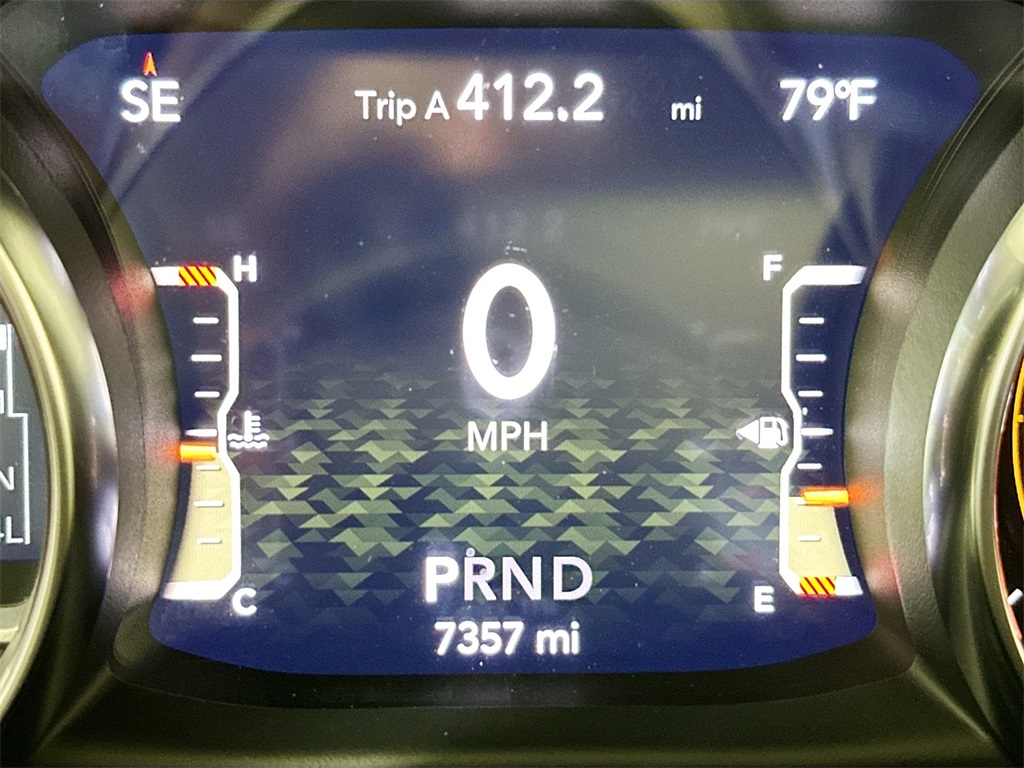 SE Trip A 412.2 mi 79°F
H F
0
MPH
C E
PRND
7357 mi